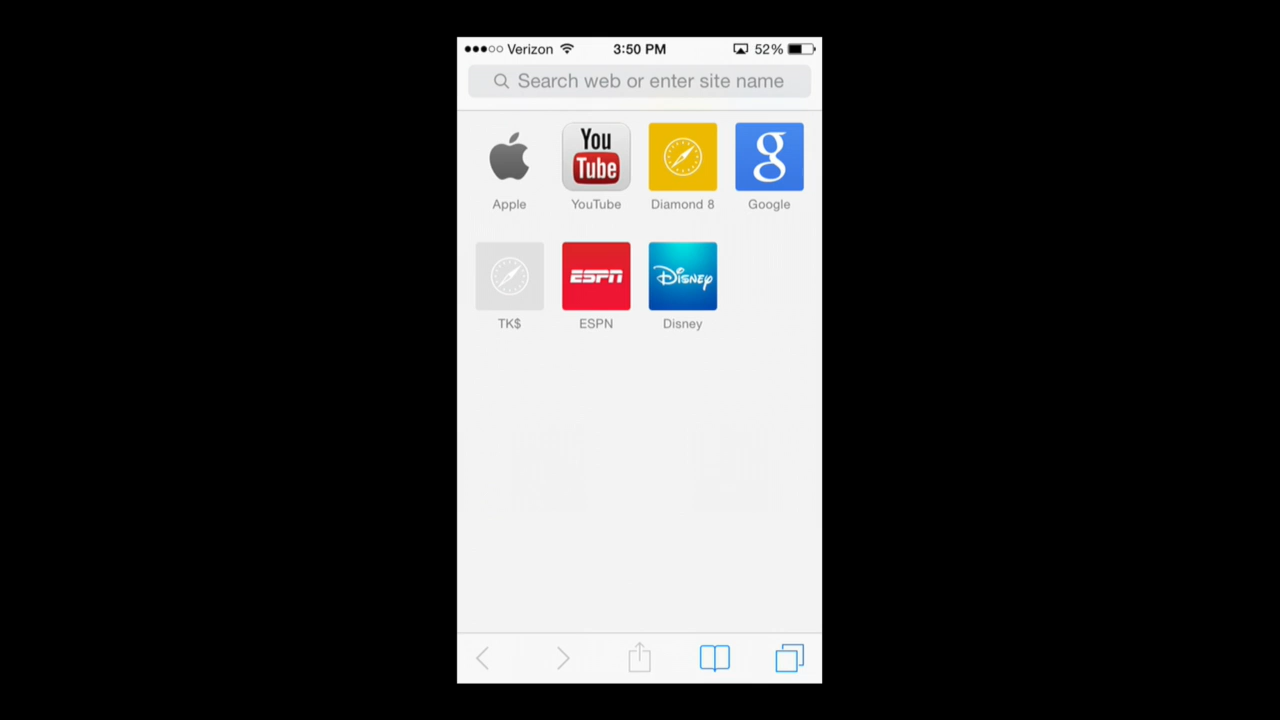 Verizon 3:50 PM 52%
Search web or enter site name
You
Tube
g
ESPN
Disney
Apple YouTube Diamond 8 Google
TK$ ESPN Disney